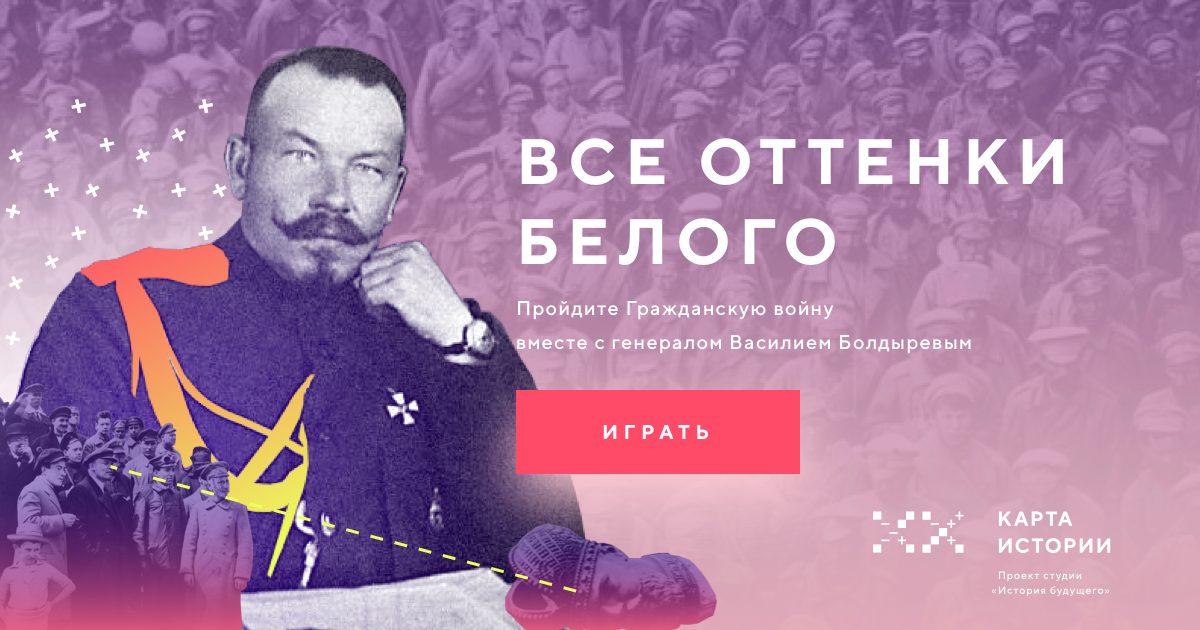 ВСЕ ОТТЕНКИ
БЕЛОГО
Пройдите Гражданскую войну
вместе с генералом Василием Болдыревым
ИГРАТЬ
КАРТА
ИСТОРИИ
Проект студии
«История будущего»